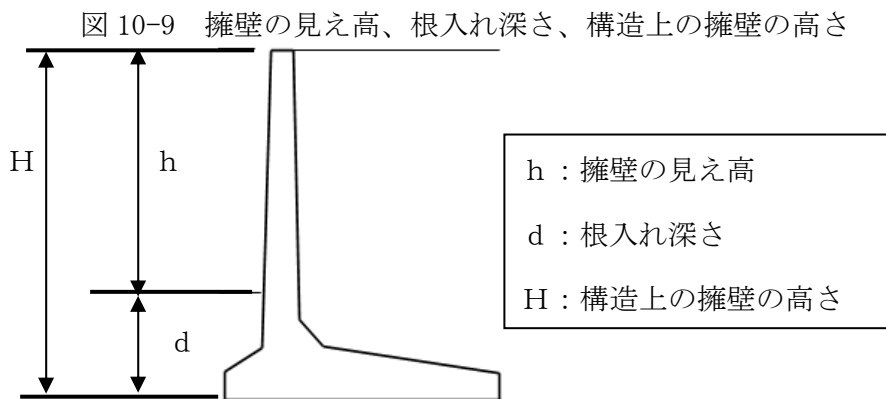 図 10-9　擁壁の見え高、根入れ深さ、構造上の擁壁の高さ
H
h
d
h：擁壁の見え高
d：根入れ深さ
H：構造上の擁壁の高さ